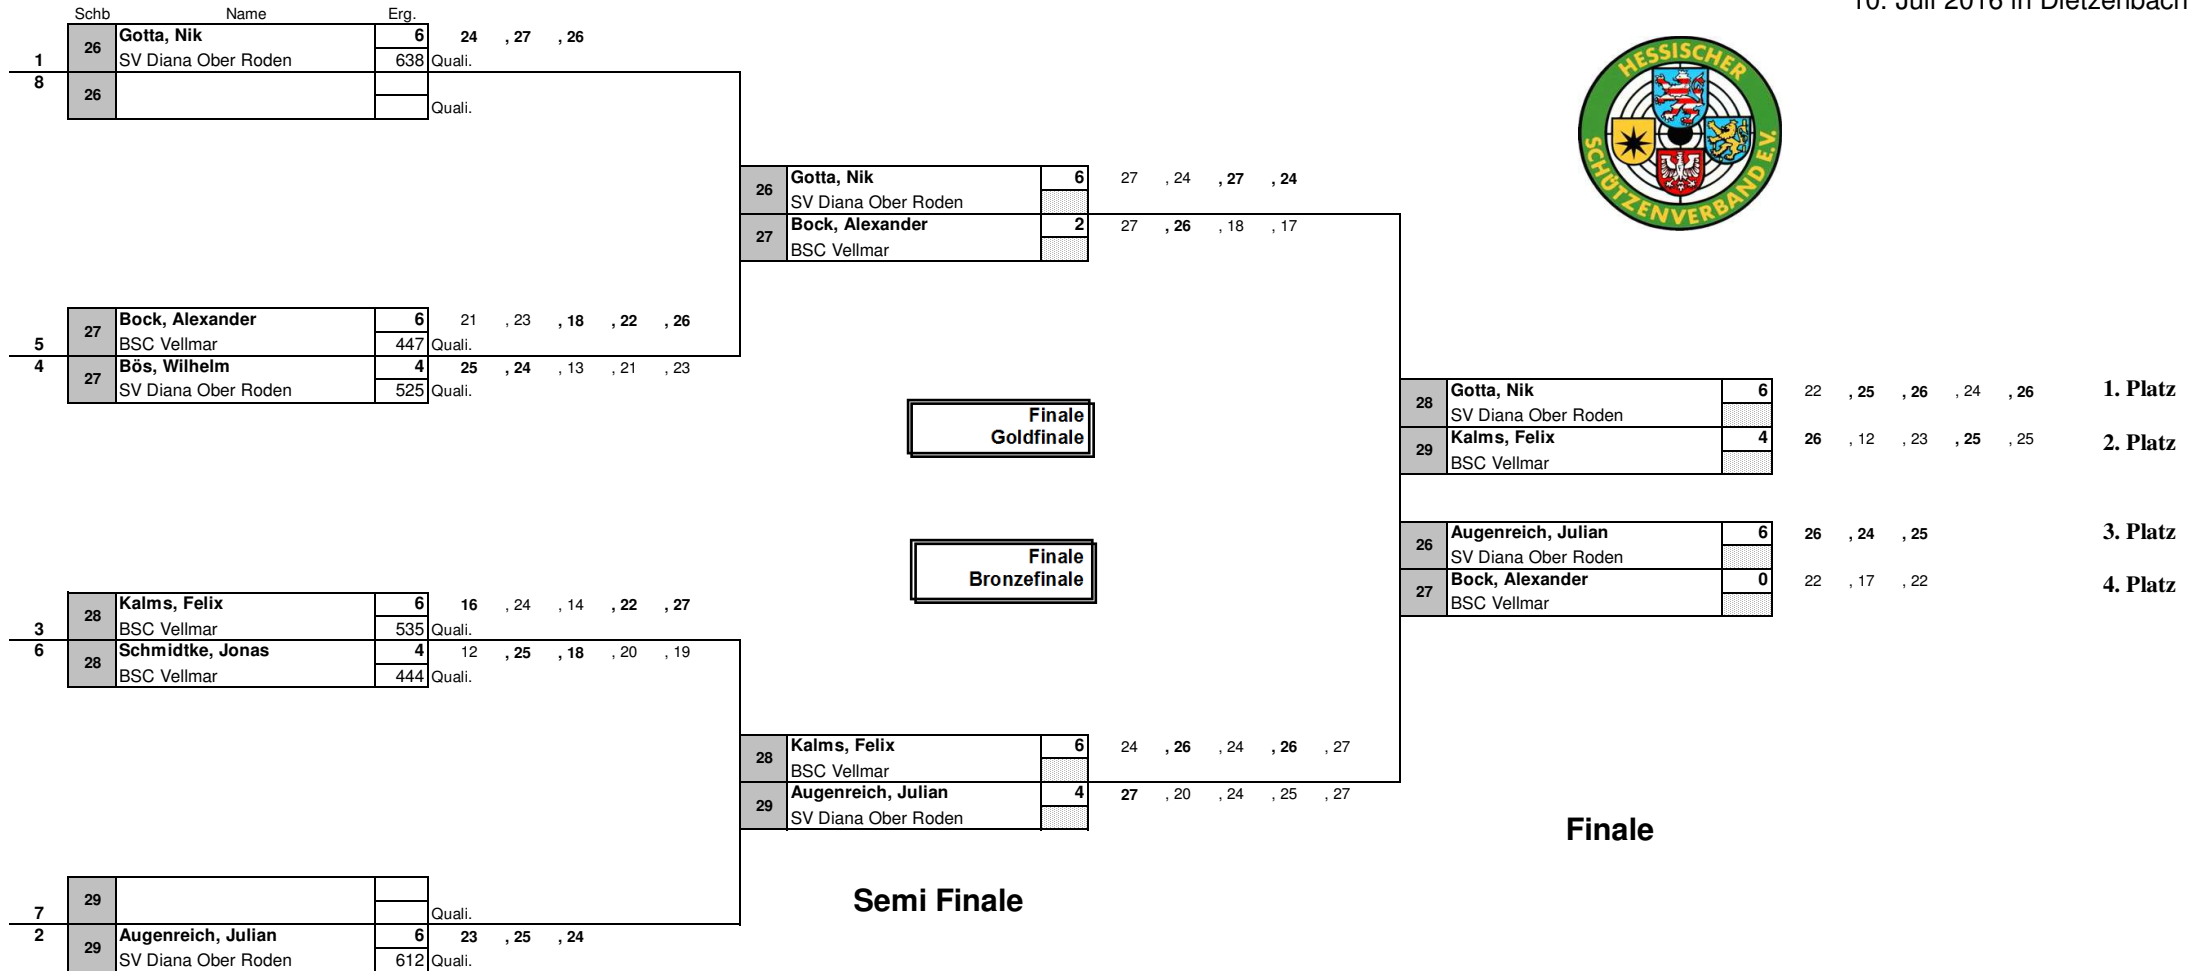 10. Juli 2016 in Dietzenbach
Schb Name Erg.
26 Gotta, Nik 6 24 , 27 , 26
1 SV Diana Ober Roden 638 Quali.
8 26
Quali.
HESSISCHER SCHÜTZENVERBAND E.V.
26 Gotta, Nik 6 27 , 24 , 27 , 24
SV Diana Ober Roden
27 Bock, Alexander 2 27 , 26 , 18 , 17
BSC Vellmar
27 Bock, Alexander 6 21 , 23 , 18 , 22 , 26
5 BSC Vellmar 447 Quali.
4 27 Bös, Wilhelm 4 25 , 24 , 13 , 21 , 23
SV Diana Ober Roden 525 Quali.
28 Gotta, Nik 6 22 , 25 , 26 , 24 , 26 1. Platz
SV Diana Ober Roden
29 Kalms, Felix 4 26 , 12 , 23 , 25 , 25 2. Platz
BSC Vellmar
Finale
Goldfinale
26 Augenreich, Julian 6 26 , 24 , 25 3. Platz
SV Diana Ober Roden
27 Bock, Alexander 0 22 , 17 , 22 4. Platz
BSC Vellmar
Finale
Bronzefinale
28 Kalms, Felix 6 16 , 24 , 14 , 22 , 27
3 BSC Vellmar 535 Quali.
6 28 Schmidtke, Jonas 4 12 , 25 , 18 , 20 , 19
BSC Vellmar 444 Quali.
28 Kalms, Felix 6 24 , 26 , 24 , 26 , 27
BSC Vellmar
29 Augenreich, Julian 4 27 , 20 , 24 , 25 , 27
SV Diana Ober Roden
Finale
Semi Finale
29
7 Quali.
2 29 Augenreich, Julian 6 23 , 25 , 24
SV Diana Ober Roden 612 Quali.